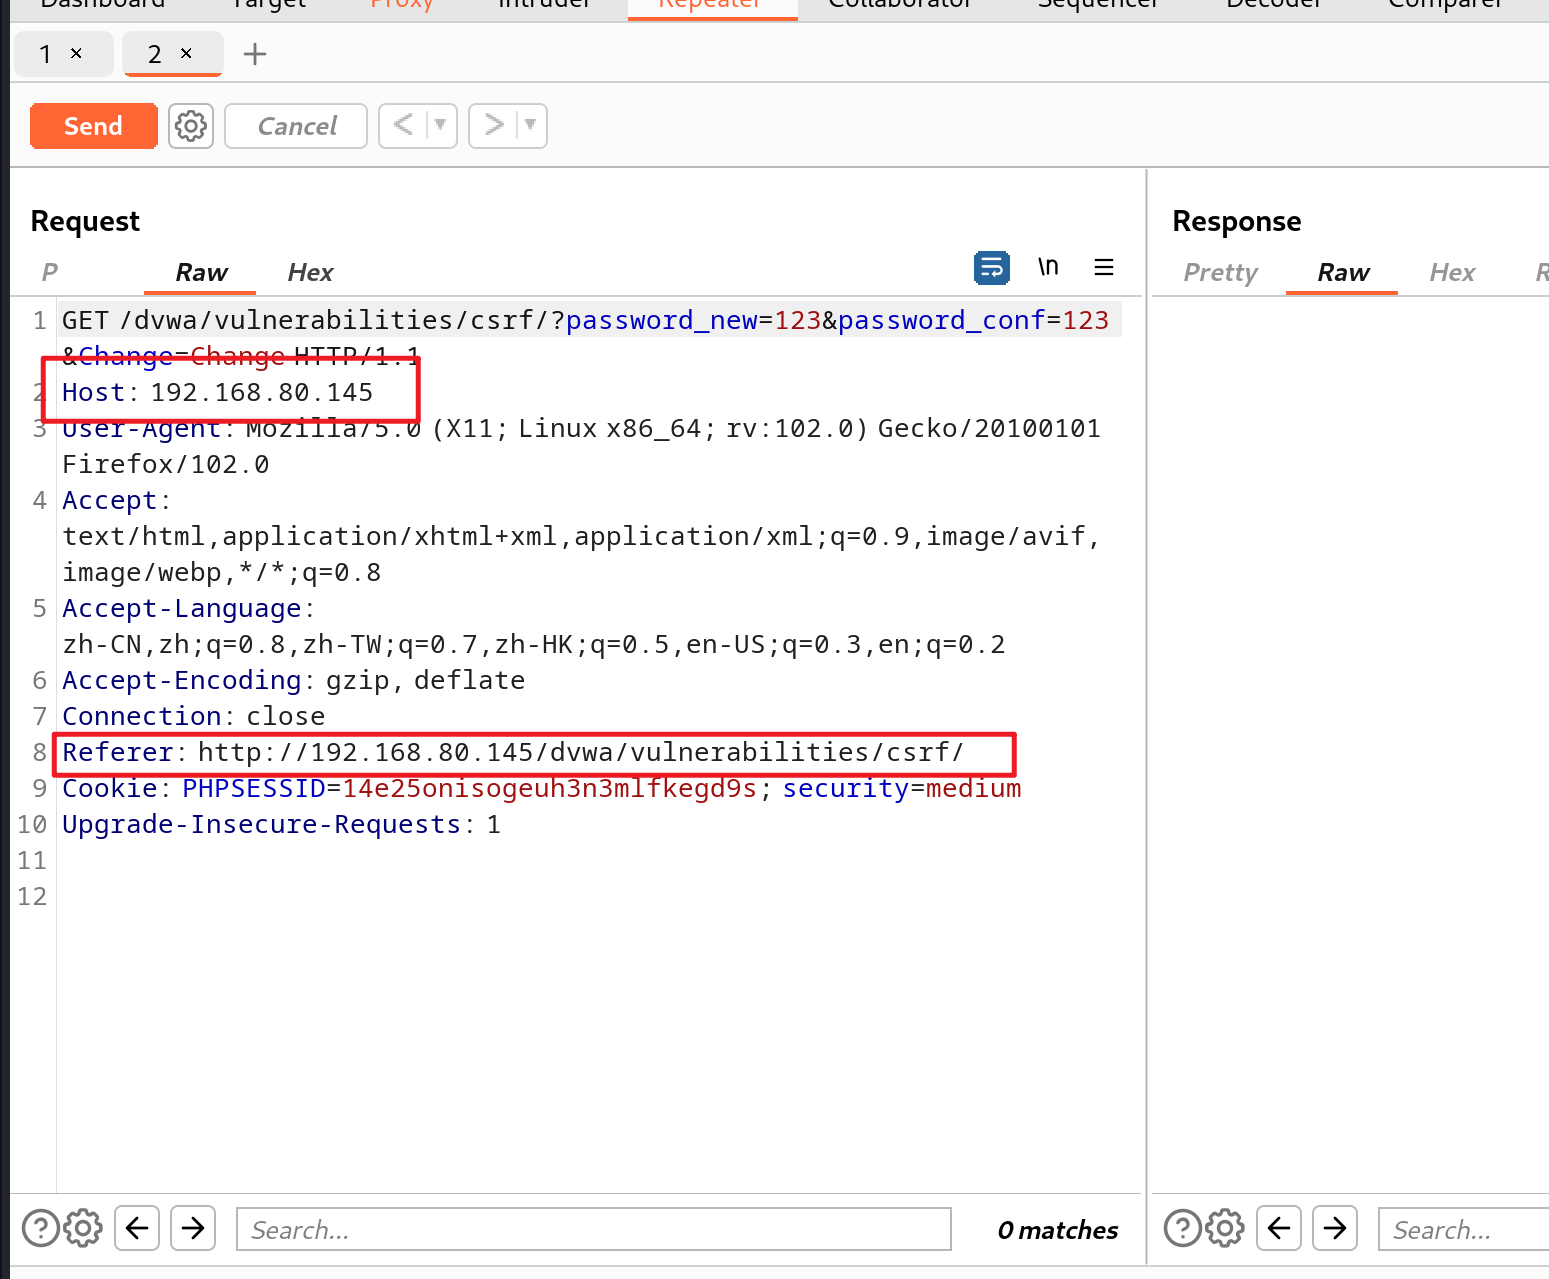 Dashboard Target Proxy Intruder Repeater Collaborator Sequencer Decoder Comparer
1 × 2 × +
Send Cancel < ▼ > ▼
Request
P Raw Hex \n
1 GET /dvwa/vulnerabilities/csrf/?password_new=123&password_conf=123
&Change=Change HTTP/1.1
2 Host: 192.168.80.145
3 User-Agent: Mozilla/5.0 (X11; Linux x86_64; rv:102.0) Gecko/20100101
Firefox/102.0
4 Accept:
text/html,application/xhtml+xml,application/xml;q=0.9,image/avif,
image/webp,*/*;q=0.8
5 Accept-Language:
zh-CN,zh;q=0.8,zh-TW;q=0.7,zh-HK;q=0.5,en-US;q=0.3,en;q=0.2
6 Accept-Encoding: gzip, deflate
7 Connection: close
8 Referer: http://192.168.80.145/dvwa/vulnerabilities/csrf/
9 Cookie: PHPSESSID=14e25onisogeuh3n3mlfkegd9s; security=medium
10 Upgrade-Insecure-Requests: 1
11
12
? Search... 0 matches
Response
Pretty Raw Hex R
? Search...